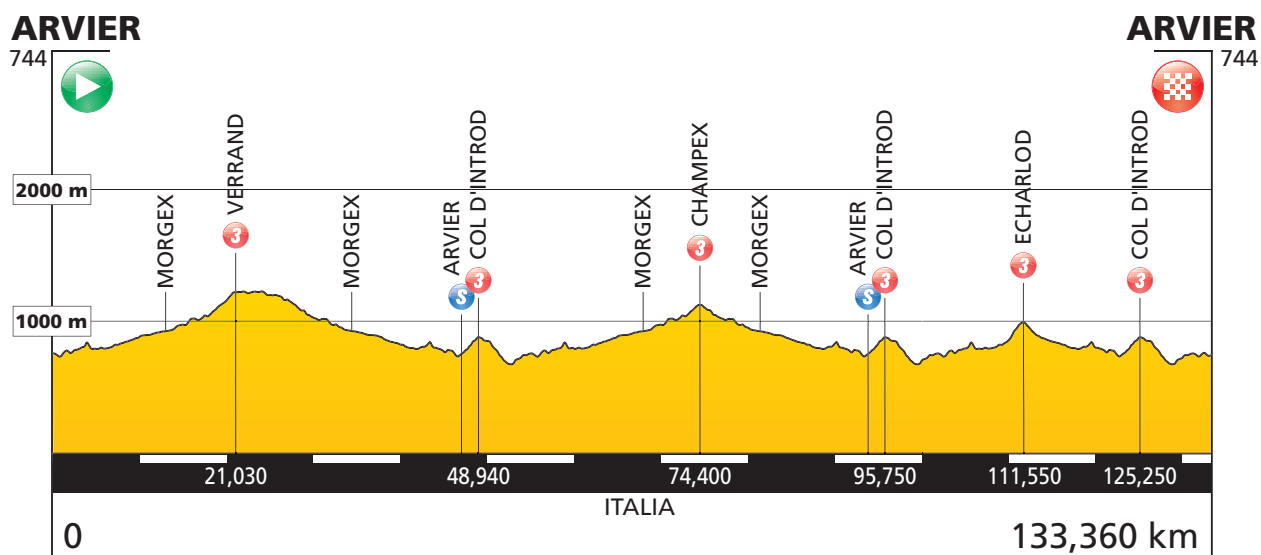 ARVIER
744
ARVIER
744
2000 m
1000 m
MORGEX
VERRAND
3
MORGEX
ARVIER
S
COL D'INTROD
3
MORGEX
CHAMPEX
3
MORGEX
ARVIER
S
COL D'INTROD
3
ECHARLOD
3
COL D'INTROD
3
21,030
48,940
74,400
95,750
111,550
125,250
ITALIA
0
133,360 km